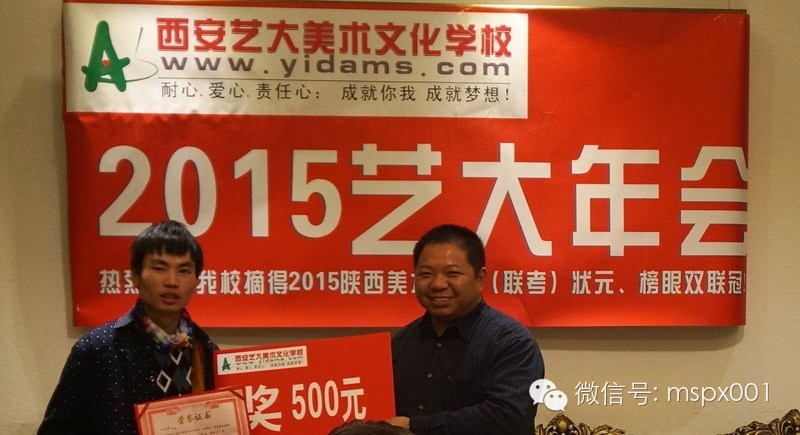 西安艺大美术文化学校
www.yidams.com
耐心.爱心.责任心: 成就你我 成就梦想!
2015艺大年会
热 我校摘得2015陕西美 (联考)状元、榜眼双联冠!
西安艺大美术文化学校
www.yidams.com
奖 500元
荣誉证书
微信号: mspx001